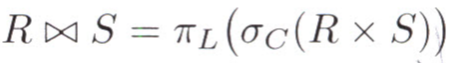 R ⋈ S = π_L(σ_C(R × S))